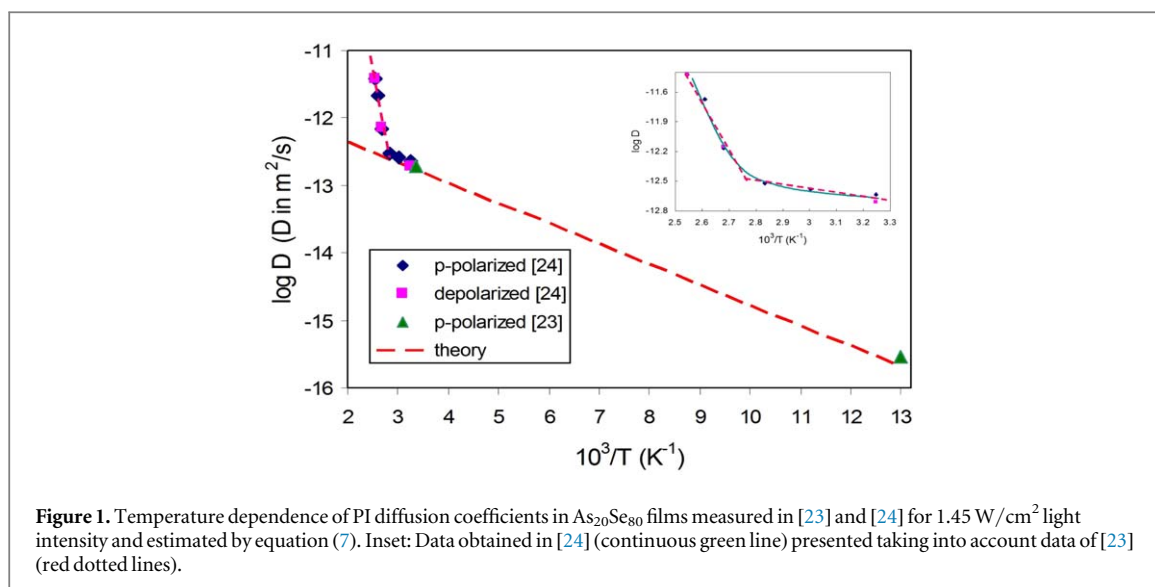 -11
-12
-13
-14
-15
-16
log D (D in m²/s)
2 3 4 5 6 7 8 9 10 11 12 13
10³/T (K⁻¹)
p-polarized [24]
depolarized [24]
p-polarized [23]
theory
-11.6
-11.9
-12.2
-12.5
-12.8
log D
2.5 2.6 2.7 2.8 2.9 3 3.1 3.2 3.3
10³/T (K⁻¹)
Figure 1. Temperature dependence of PI diffusion coefficients in As₂₀Se₈₀ films measured in [23] and [24] for 1.45 W/cm² light
intensity and estimated by equation (7). Inset: Data obtained in [24] (continuous green line) presented taking into account data of [23]
(red dotted lines).